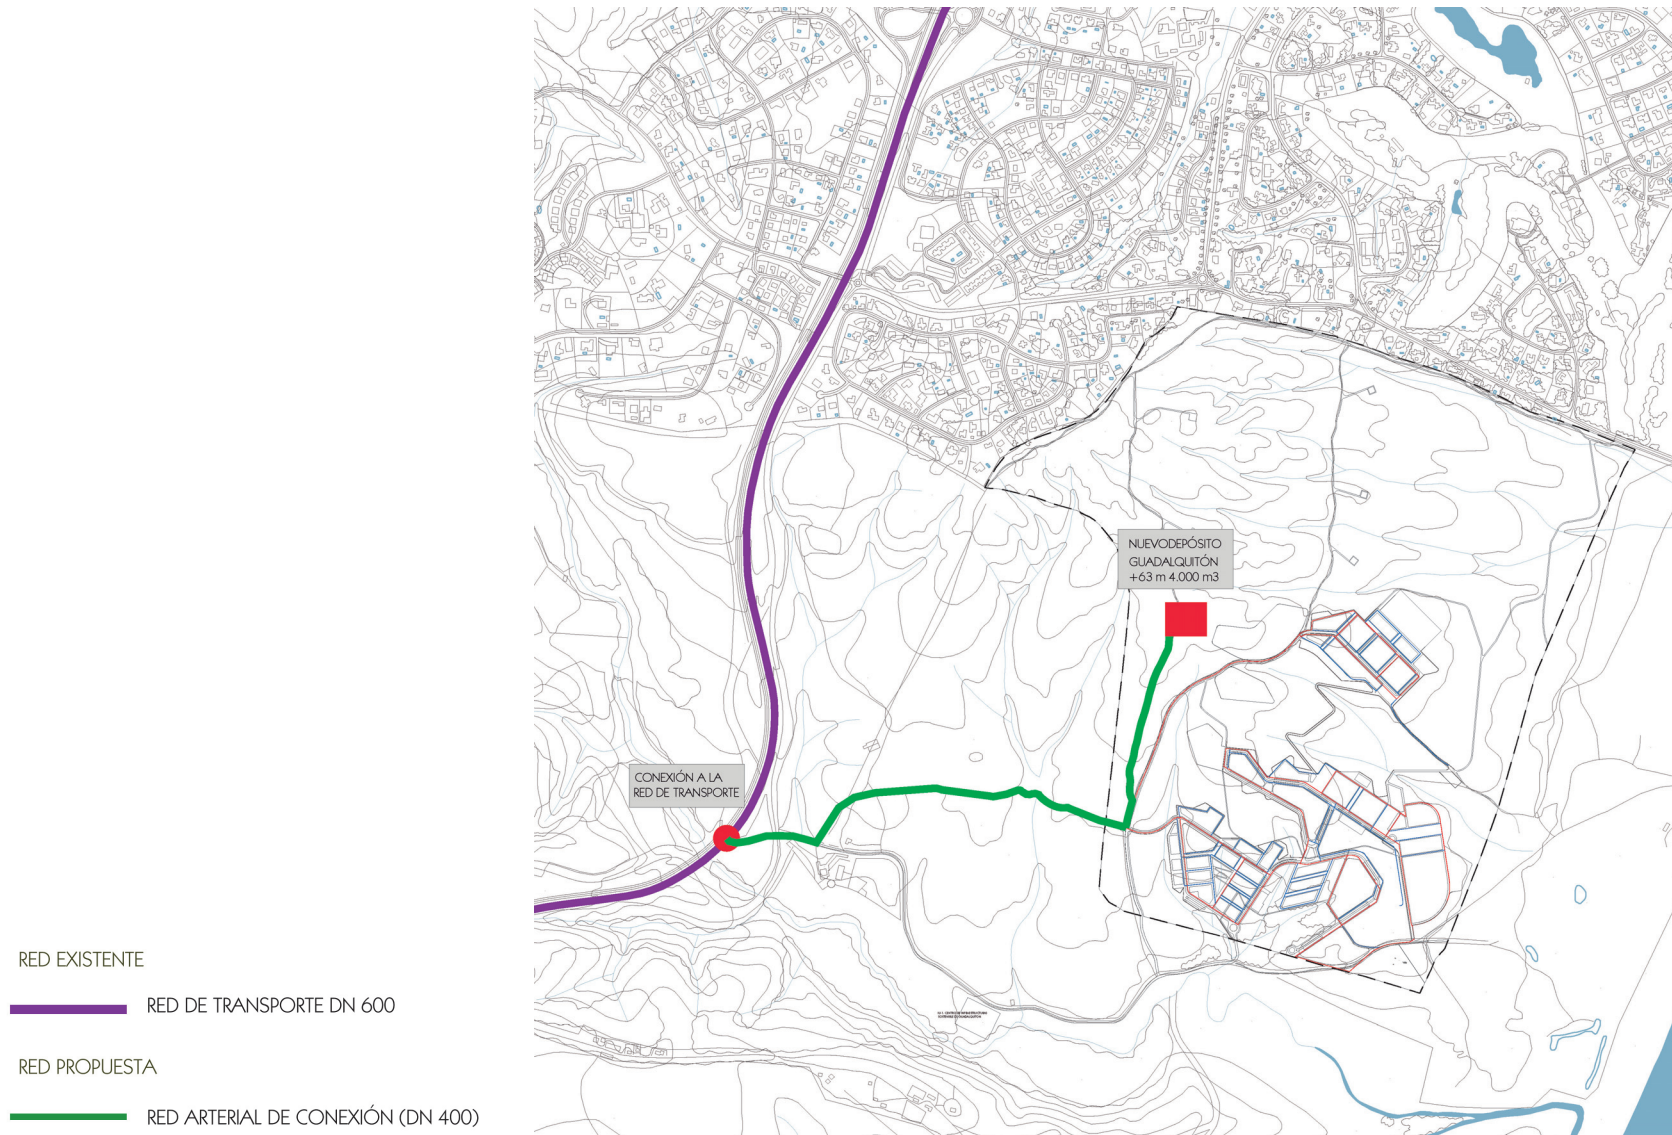 NUEVODEPÓSITO
GUADALQUITÓN
+63 m 4.000 m3
CONEXIÓN A LA
RED DE TRANSPORTE
RED EXISTENTE
RED DE TRANSPORTE DN 600
RED PROPUESTA
RED ARTERIAL DE CONEXIÓN (DN 400)